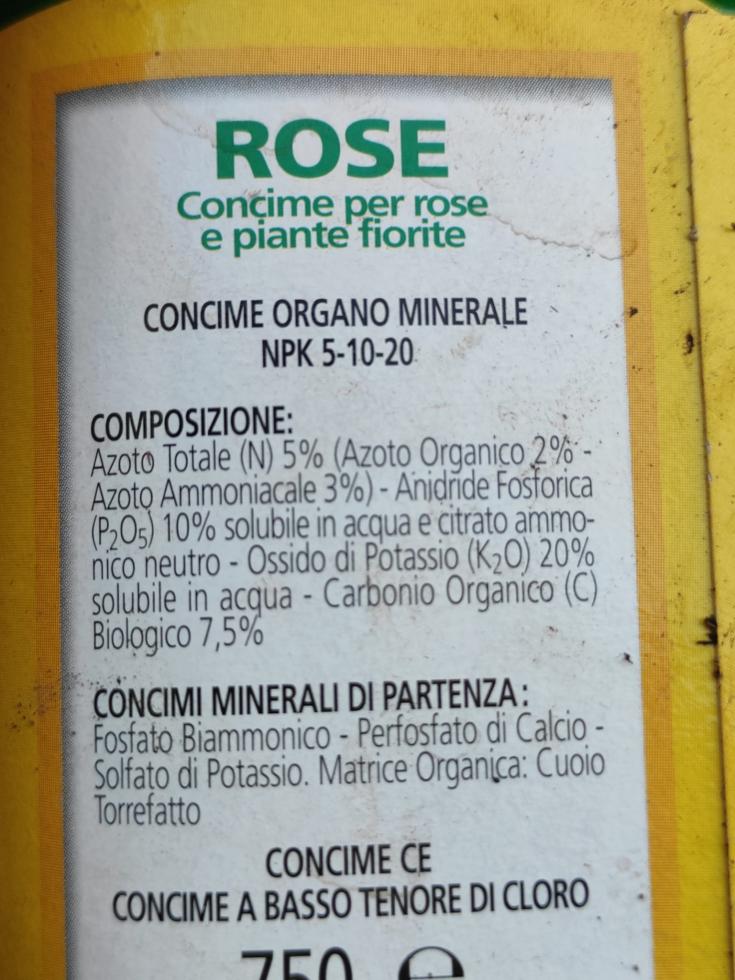 ROSE
Concime per rose
e piante fiorite
CONCIME ORGANO MINERALE
NPK 5-10-20
COMPOSIZIONE:
Azoto Totale (N) 5% (Azoto Organico 2% -
Azoto Ammoniacale 3%) - Anidride Fosforica
(P₂O₅) 10% solubile in acqua e citrato ammo-
nico neutro - Ossido di Potassio (K₂O) 20%
solubile in acqua - Carbonio Organico (C)
Biologico 7,5%
CONCIMI MINERALI DI PARTENZA:
Fosfato Biammonico - Perfosfato di Calcio -
Solfato di Potassio. Matrice Organica: Cuoio
Torrefatto
CONCIME CE
CONCIME A BASSO TENORE DI CLORO
750 ℮